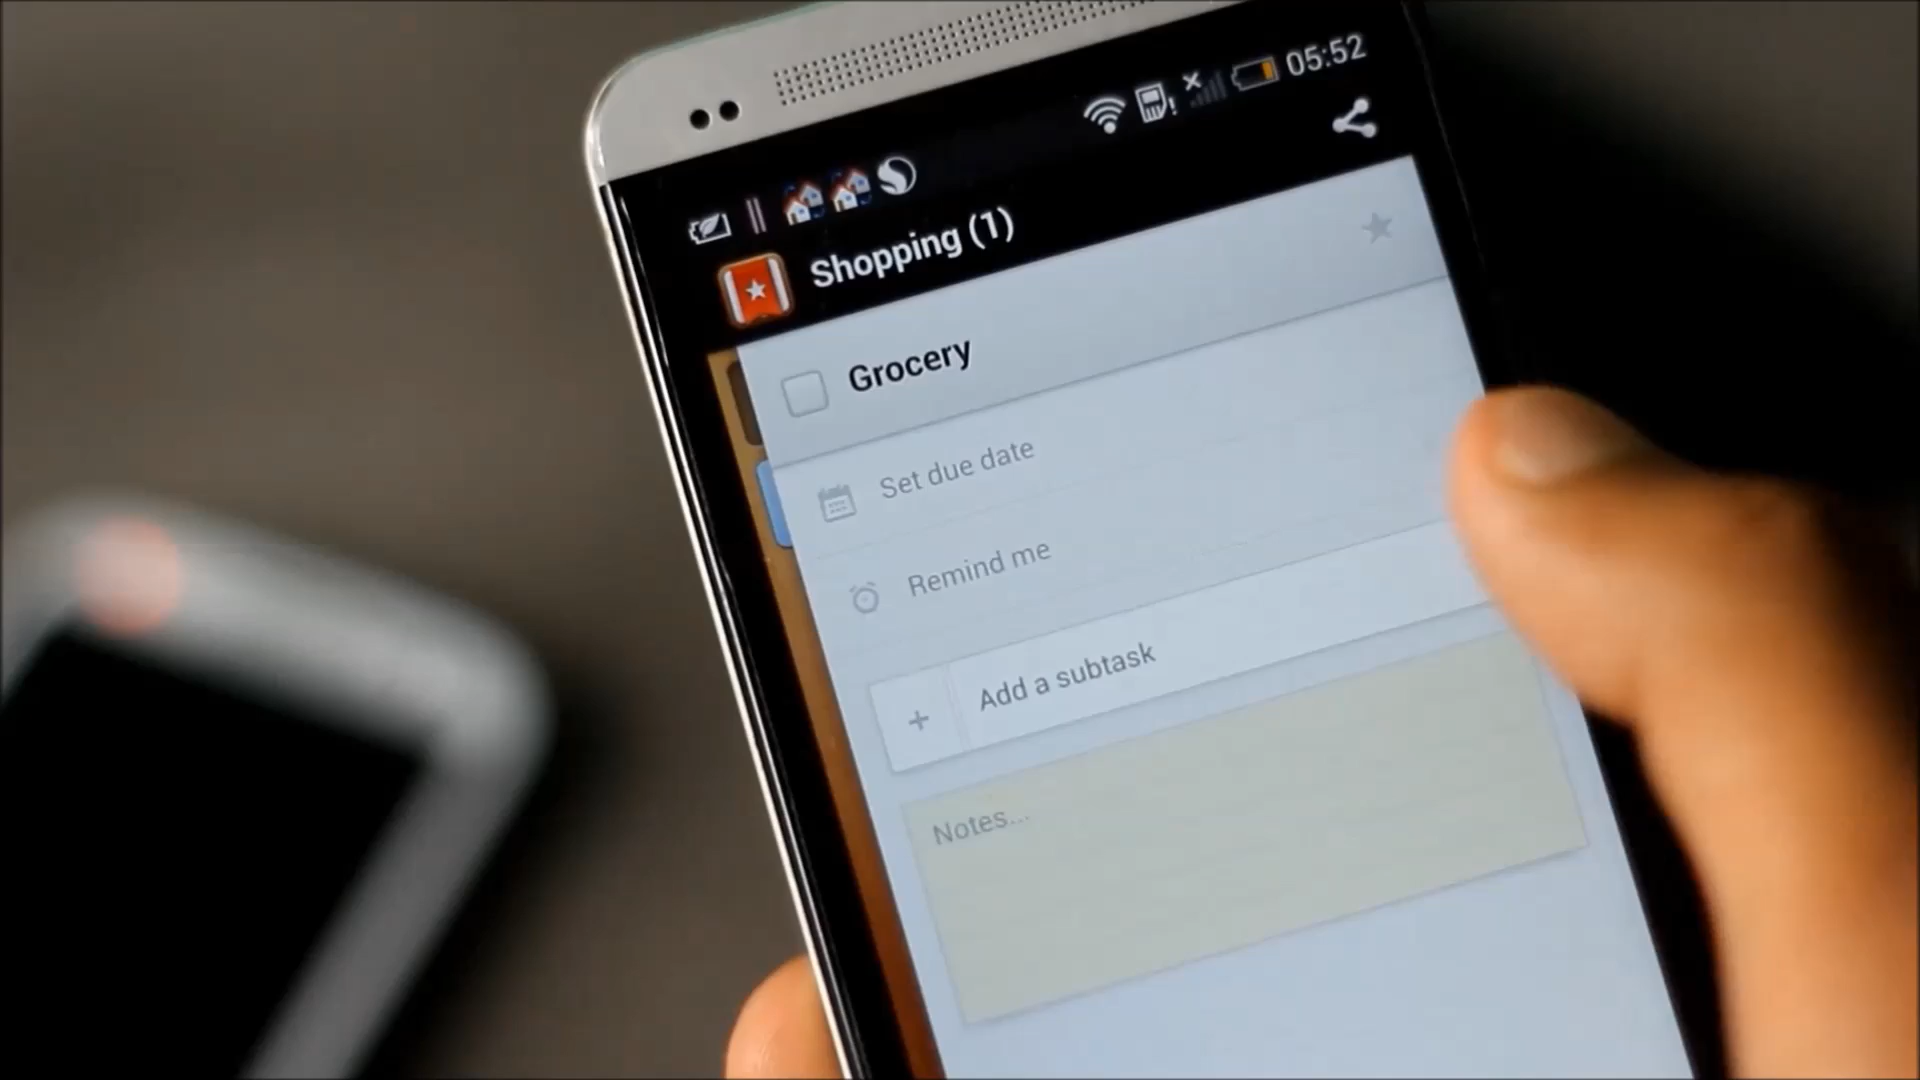 05:52
Shopping (1)
Grocery
Set due date
Remind me
+ Add a subtask
Notes...